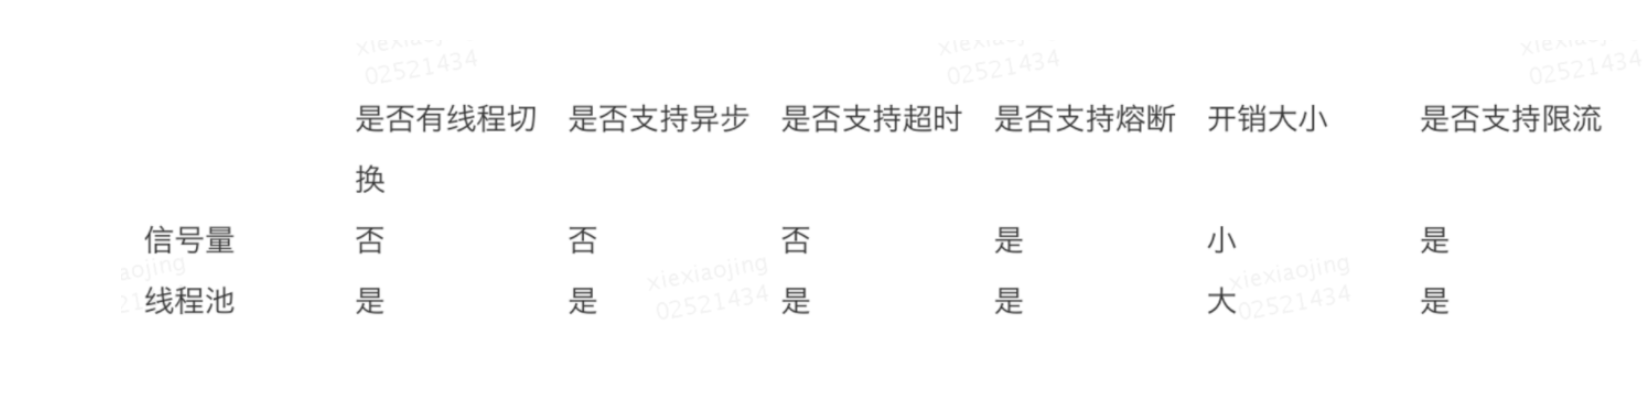 xiexiaojing xiexiaojing xiexiaojing
02521434 02521434 02521434
是否有线程切换 是否支持异步 是否支持超时 是否支持熔断 开销大小 是否支持限流
信号量 否 否 否 是 小 是
aojing xiexiaojing xiexiaojing
线程池 是 是 是 是 大 是
21 02521434 02521434